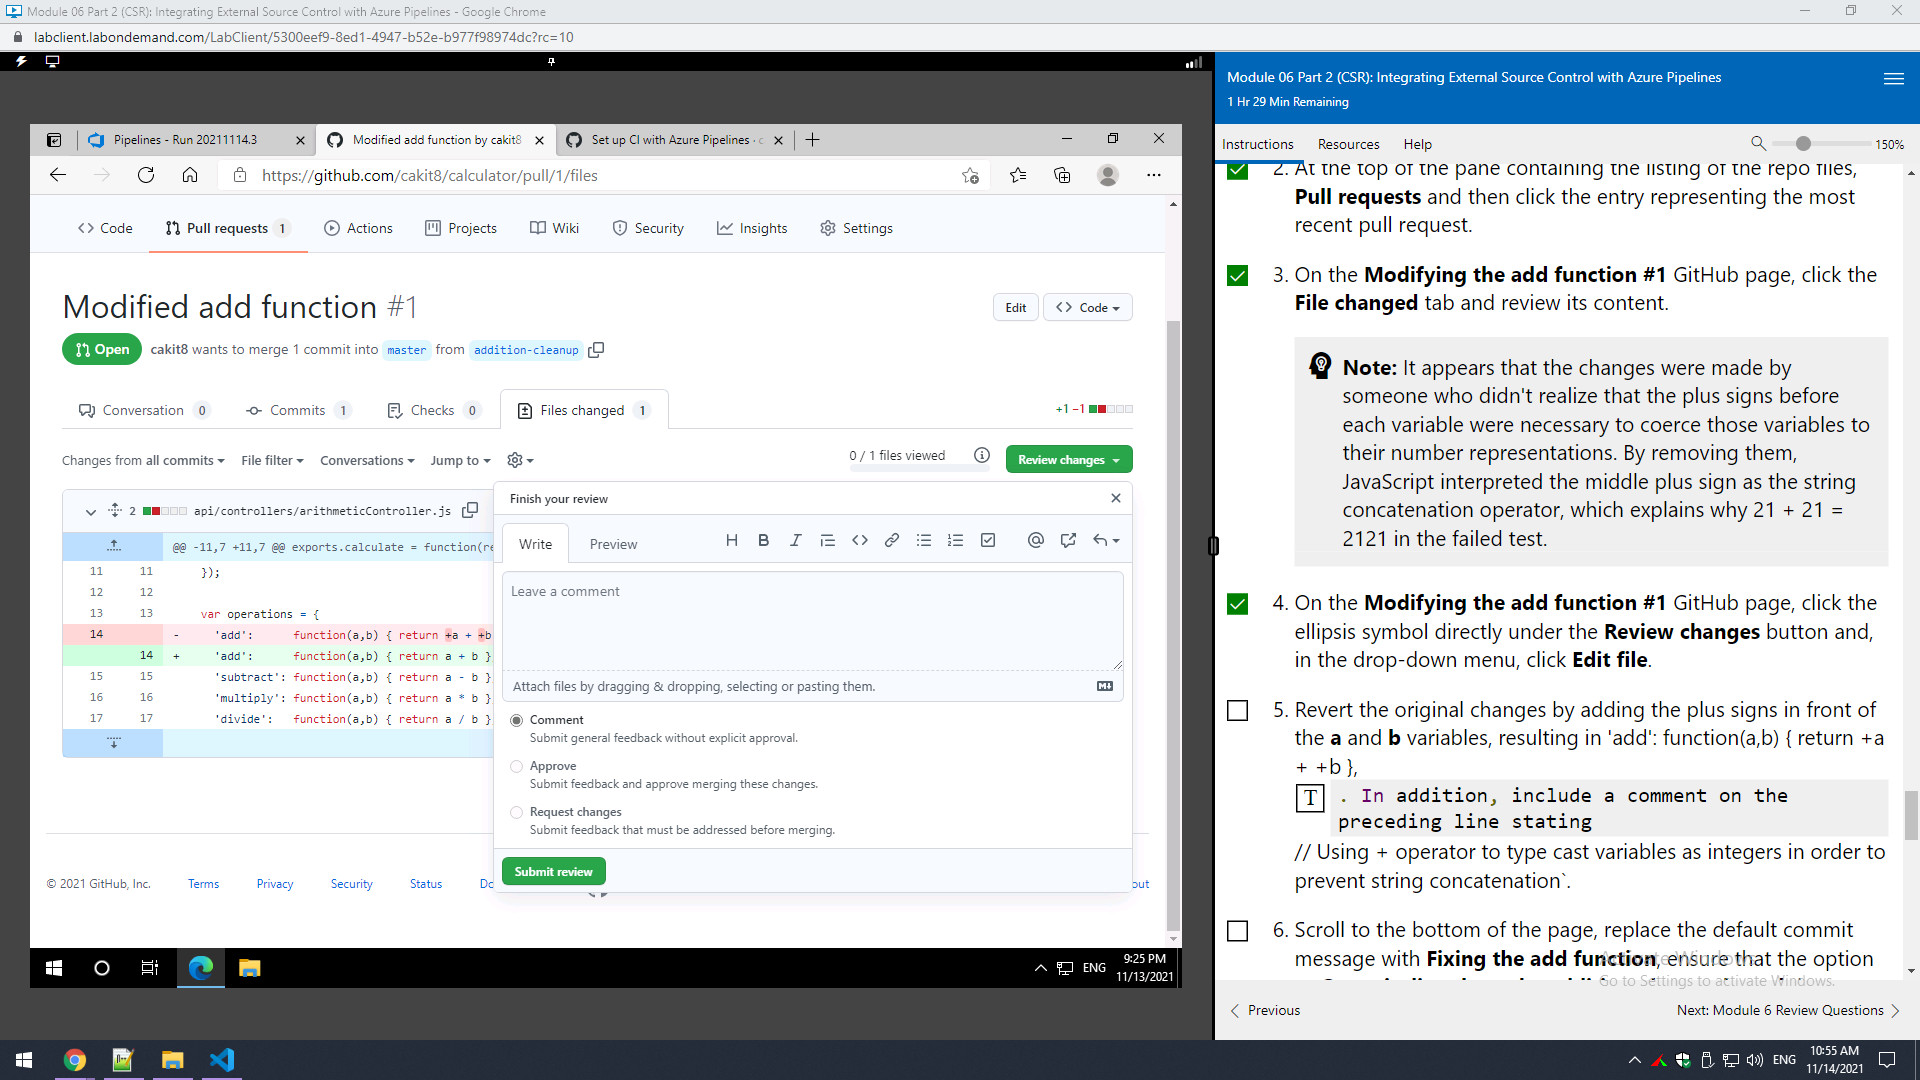 Module 06 Part 2 (CSR): Integrating External Source Control with Azure Pipelines - Google Chrome
labclient.labondemand.com/LabClient/5300eef9-8ed1-4947-b52e-b977f98974dc?rc=10
Pipelines - Run 20211114.3
Modified add function by cakit8
Set up CI with Azure Pipelines · c
https://github.com/cakit8/calculator/pull/1/files
Code
Pull requests 1
Actions
Projects
Wiki
Security
Insights
Settings
Modified add function #1
Edit
Code
Open
cakit8 wants to merge 1 commit into master from addition-cleanup
Conversation 0
Commits 1
Checks 0
Files changed 1
+1 −1
Changes from all commits
File filter
Conversations
Jump to
0 / 1 files viewed
Review changes
2 api/controllers/arithmeticController.js
@@ -11,7 +11,7 @@ exports.calculate = function(re
11 11 });
12 12
13 13 var operations = {
14 - 'add': function(a,b) { return +a + +b
14 + 'add': function(a,b) { return a + b }
15 15 'subtract': function(a,b) { return a - b }
16 16 'multiply': function(a,b) { return a * b }
17 17 'divide': function(a,b) { return a / b }
Finish your review
Write
Preview
Leave a comment
Attach files by dragging & dropping, selecting or pasting them.
Comment
Submit general feedback without explicit approval.
Approve
Submit feedback and approve merging these changes.
Request changes
Submit feedback that must be addressed before merging.
Submit review
© 2021 GitHub, Inc.
Terms
Privacy
Security
Status
Do
out
ENG
9:25 PM
11/13/2021
Module 06 Part 2 (CSR): Integrating External Source Control with Azure Pipelines
1 Hr 29 Min Remaining
Instructions
Resources
Help
150%
2. At the top of the pane containing the listing of the repo files,
Pull requests and then click the entry representing the most
recent pull request.
3. On the Modifying the add function #1 GitHub page, click the
File changed tab and review its content.
Note: It appears that the changes were made by
someone who didn't realize that the plus signs before
each variable were necessary to coerce those variables to
their number representations. By removing them,
JavaScript interpreted the middle plus sign as the string
concatenation operator, which explains why 21 + 21 =
2121 in the failed test.
4. On the Modifying the add function #1 GitHub page, click the
ellipsis symbol directly under the Review changes button and,
in the drop-down menu, click Edit file.
5. Revert the original changes by adding the plus signs in front of
the a and b variables, resulting in 'add': function(a,b) { return +a
+ +b },
T . In addition, include a comment on the
preceding line stating
// Using + operator to type cast variables as integers in order to
prevent string concatenation`.
6. Scroll to the bottom of the page, replace the default commit
message with Fixing the add function, ensure that the option
Activate Windows
Go to Settings to activate Windows.
Previous
Next: Module 6 Review Questions
ENG
10:55 AM
11/14/2021